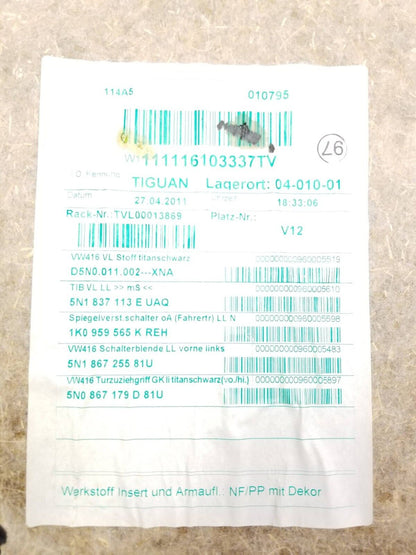 114A5 010795
W1111116103337TV
97
TIGUAN Lagerort: 04-010-01
Datum 27.04.2011 18:33:06
Rack-Nr.: TVL00013869 Platz-Nr.: V12
VW416 VL Stoff titanschwarz 000000000960005519
D5N0.011.002---XNA
TIB VL LL >> mS << 000000000960005610
5N1 837 113 E UAQ
Spiegelverst.schalter oA (Fahrertr) LL N 000000000960005598
1K0 959 565 K REH
VW416 Schalterblende LL vorne links 000000000960005483
5N1 867 255 81U
VW416 Turzuziehgriff GK li titanschwarz(vo./hi.) 000000000960005897
5N0 867 179 D 81U
Werkstoff Insert und Armaufl.: NF/PP mit Dekor